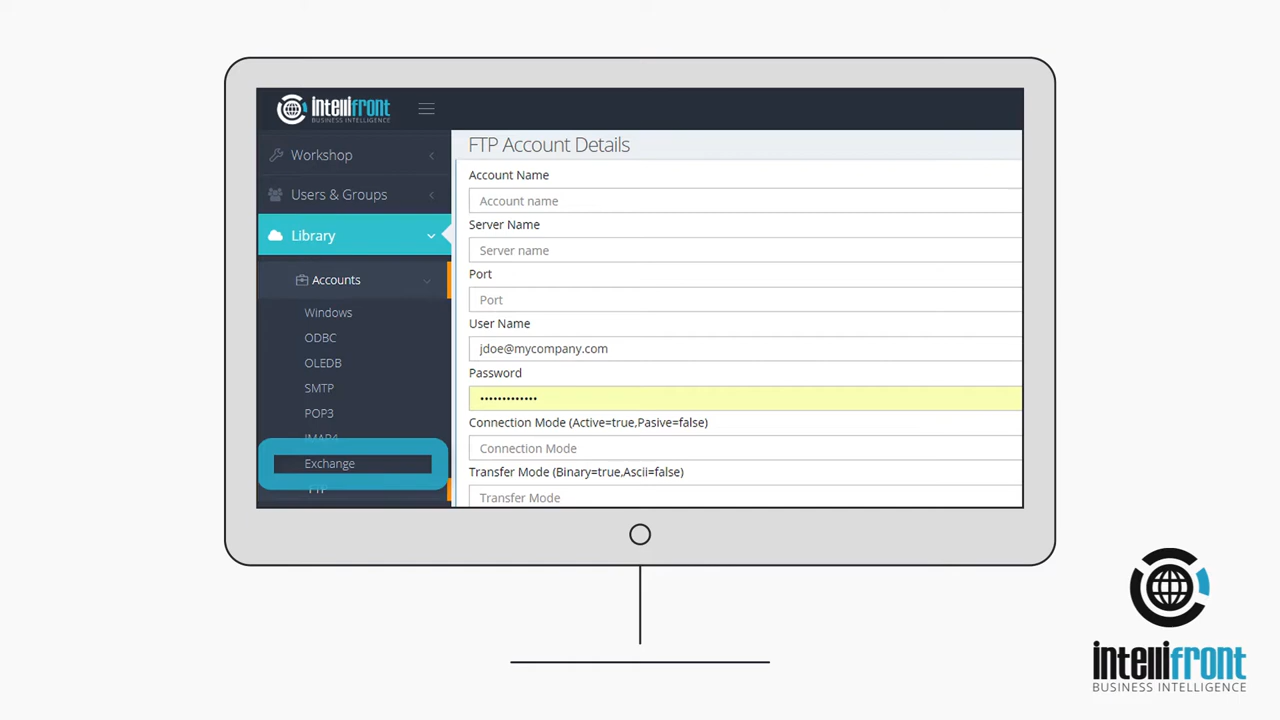 intellifront
BUSINESS INTELLIGENCE
Workshop
Users & Groups
Library
Accounts
Windows
ODBC
OLEDB
SMTP
POP3
IMAP4
Exchange
FTP
FTP Account Details
Account Name
Account name
Server Name
Server name
Port
Port
User Name
jdoe@mycompany.com
Password
•••••••••••••
Connection Mode (Active=true,Pasive=false)
Connection Mode
Transfer Mode (Binary=true,Ascii=false)
Transfer Mode
intellifront
BUSINESS INTELLIGENCE